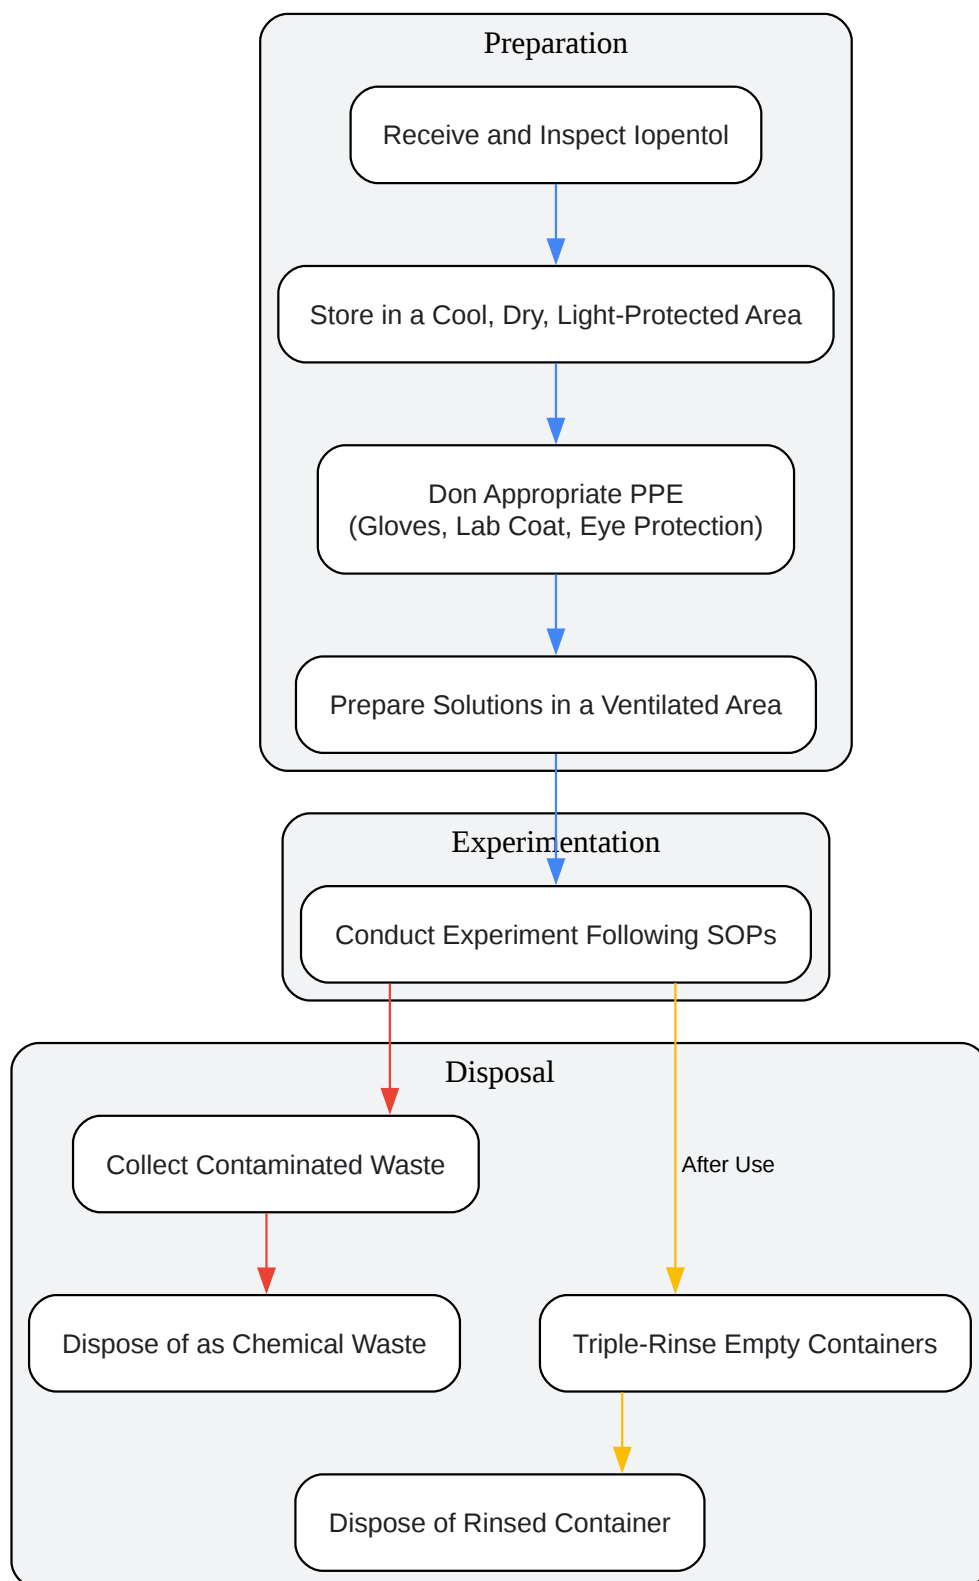 Preparation
Receive and Inspect Iopentol
Store in a Cool, Dry, Light-Protected Area
Don Appropriate PPE
(Gloves, Lab Coat, Eye Protection)
Prepare Solutions in a Ventilated Area
Experimentation
Conduct Experiment Following SOPs
Disposal
Collect Contaminated Waste
After Use
Dispose of as Chemical Waste
Triple-Rinse Empty Containers
Dispose of Rinsed Container